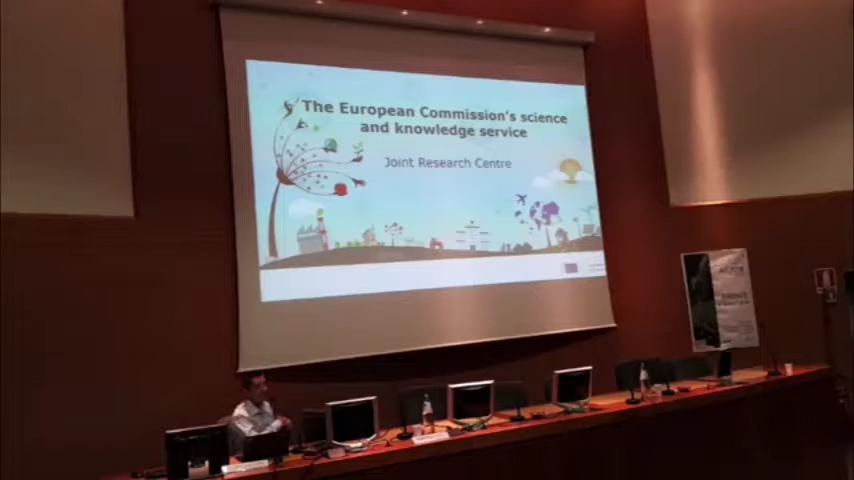 The European Commission's science
and knowledge service
Joint Research Centre